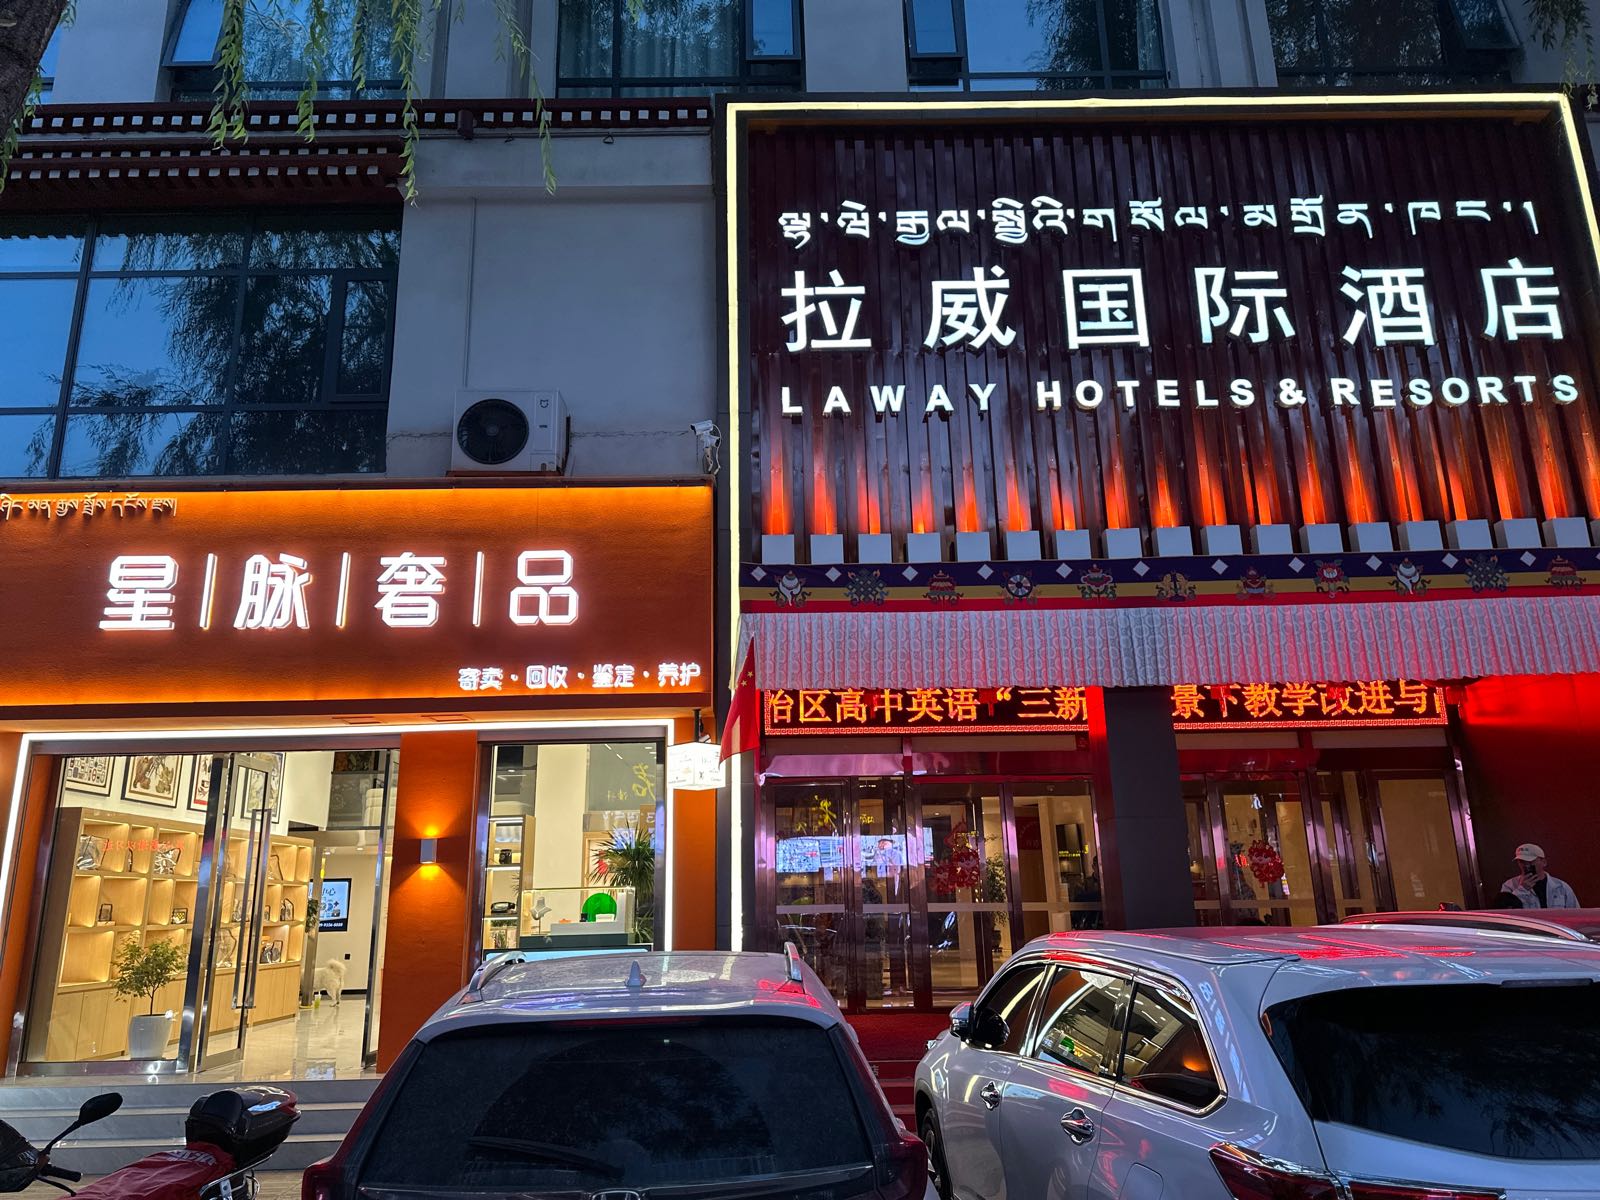 ལྷ་ལེ་རྒྱལ་སྤྱིའི་གསོལ་མགྲོན་ཁང་།
拉威国际酒店
LAWAY HOTELS & RESORTS
ཤིང་མན་རྒྱས་སྤྲོས་དངོས་རྫས།
星|脉|奢|品
寄卖·回收·鉴定·养护
治区高中英语“三新 景下教学改进与